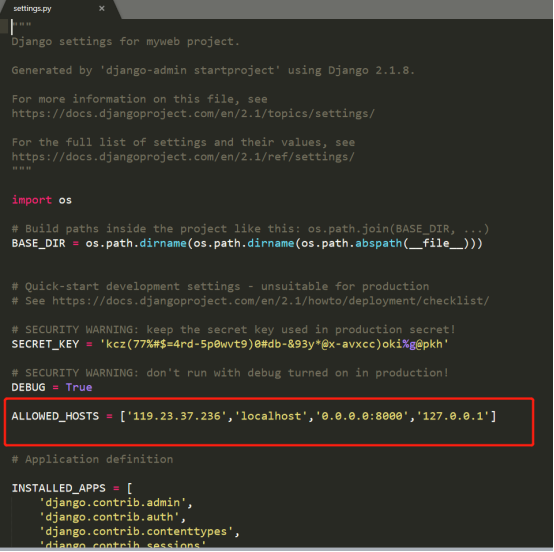 settings.py ×
"""
Django settings for myweb project.
Generated by 'django-admin startproject' using Django 2.1.8.
For more information on this file, see
https://docs.djangoproject.com/en/2.1/topics/settings/
For the full list of settings and their values, see
https://docs.djangoproject.com/en/2.1/ref/settings/
"""
import os
# Build paths inside the project like this: os.path.join(BASE_DIR, ...)
BASE_DIR = os.path.dirname(os.path.dirname(os.path.abspath(__file__)))
# Quick-start development settings - unsuitable for production
# See https://docs.djangoproject.com/en/2.1/howto/deployment/checklist/
# SECURITY WARNING: keep the secret key used in production secret!
SECRET_KEY = 'kcz(77%#$=4rd-5p0wvt9)0#db-&93y*@x-avxcc)oki%g@pkh'
# SECURITY WARNING: don't run with debug turned on in production!
DEBUG = True
ALLOWED_HOSTS = ['119.23.37.236','localhost','0.0.0.0:8000','127.0.0.1']
# Application definition
INSTALLED_APPS = [
'django.contrib.admin',
'django.contrib.auth',
'django.contrib.contenttypes',
'django.contrib.sessions'